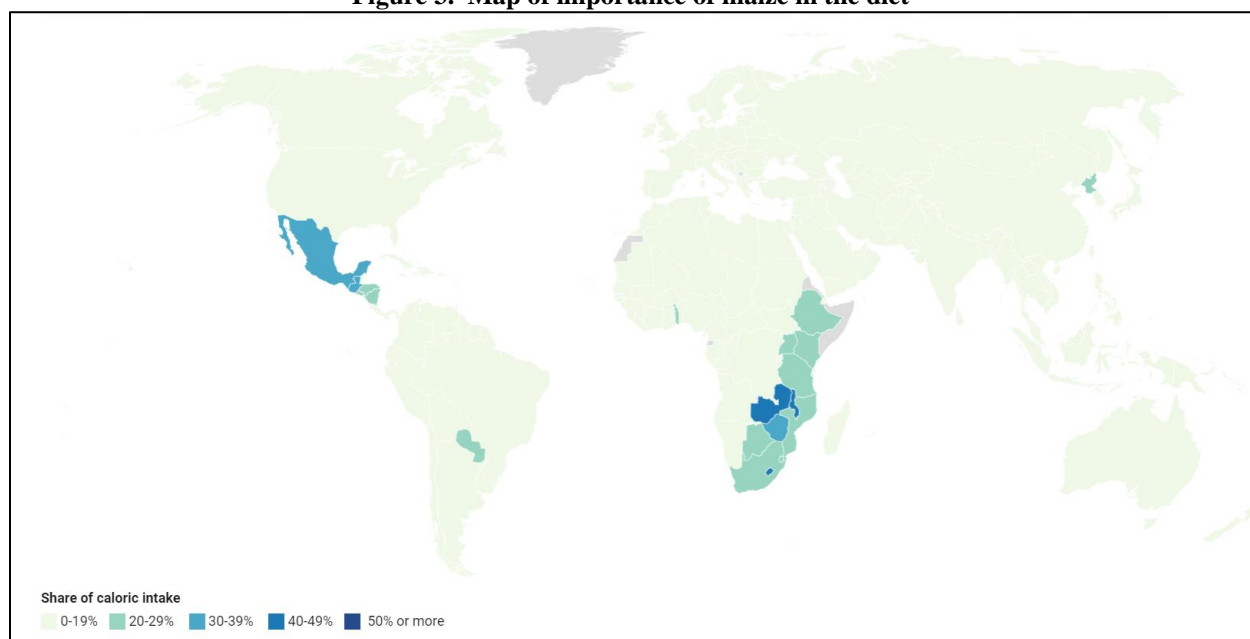 Figure 5. Map of importance of maize in the diet
Share of caloric intake
0-19% 20-29% 30-39% 40-49% 50% or more